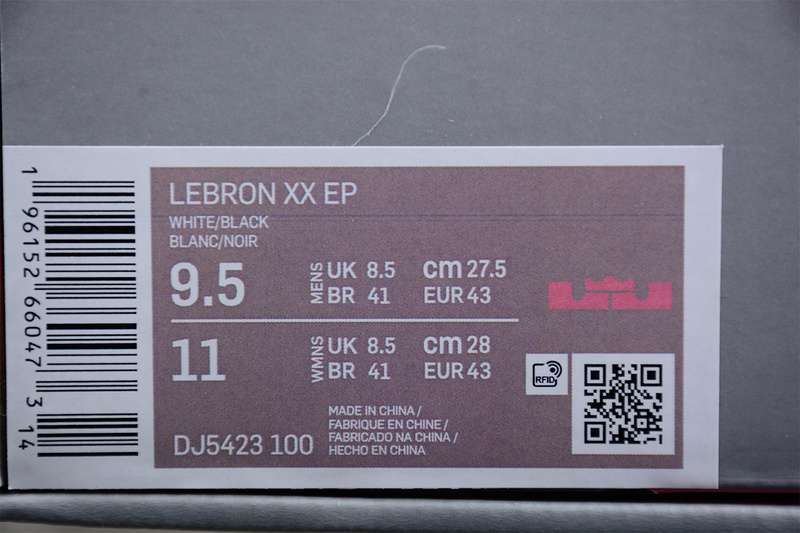 1 96152 66047 3 14
LEBRON XX EP
WHITE/BLACK
BLANC/NOIR
9.5 MENS UK 8.5 cm 27.5
BR 41 EUR 43
11 WMNS UK 8.5 cm 28
BR 41 EUR 43
RFID
DJ5423 100
MADE IN CHINA /
FABRIQUE EN CHINE /
FABRICADO NA CHINA /
HECHO EN CHINA